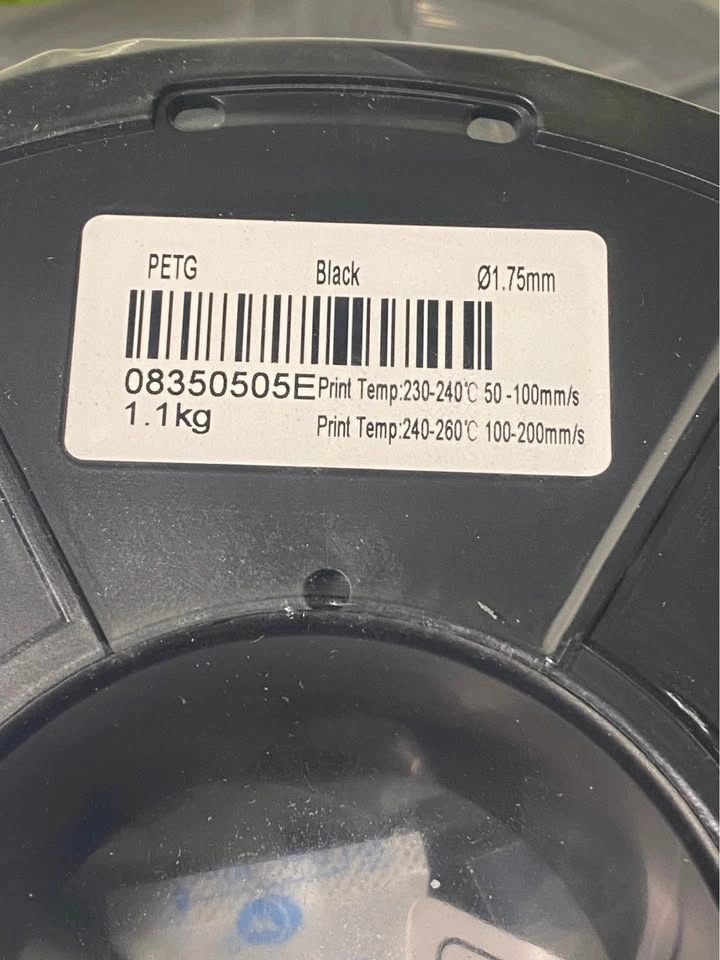 PETG Black Ø1.75mm
08350505E Print Temp:230-240℃ 50 -100mm/s
1.1kg Print Temp:240-260℃ 100-200mm/s